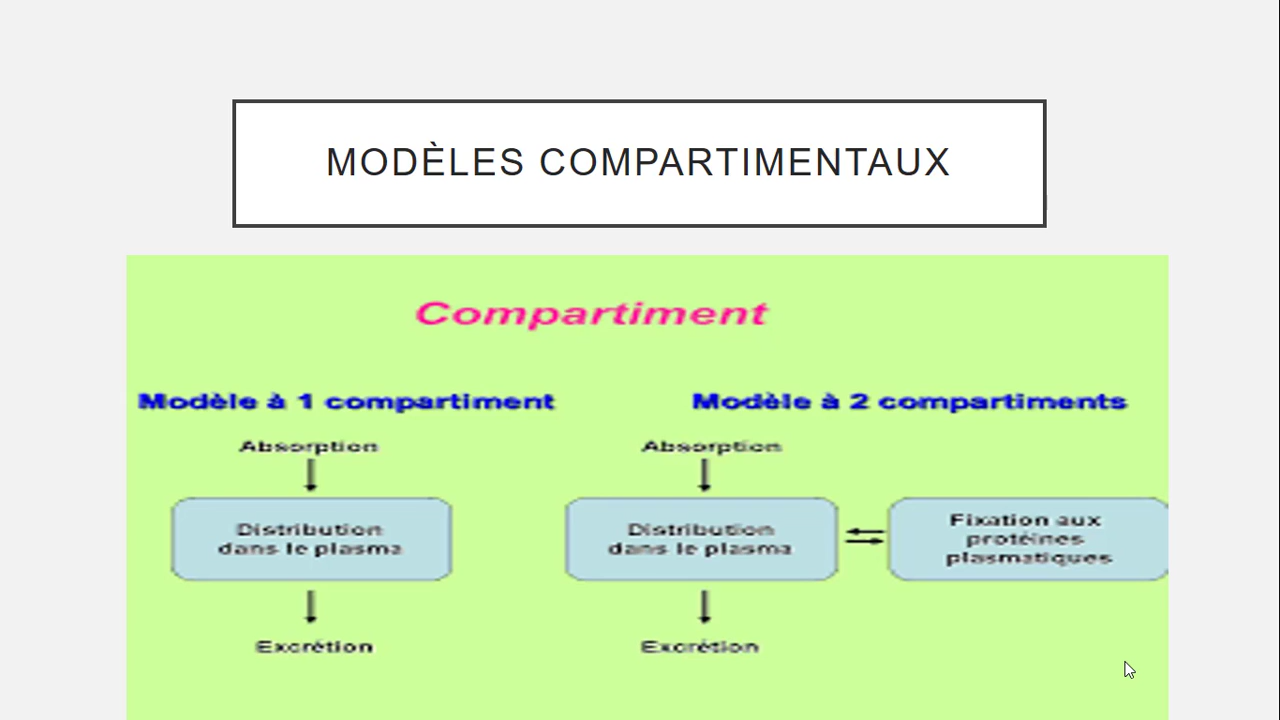 MODÈLES COMPARTIMENTAUX
Compartiment
Modèle à 1 compartiment
Absorption
Distribution
dans le plasma
Excrétion
Modèle à 2 compartiments
Absorption
Distribution
dans le plasma
Fixation aux
protéines
plasmatiques
Excrétion